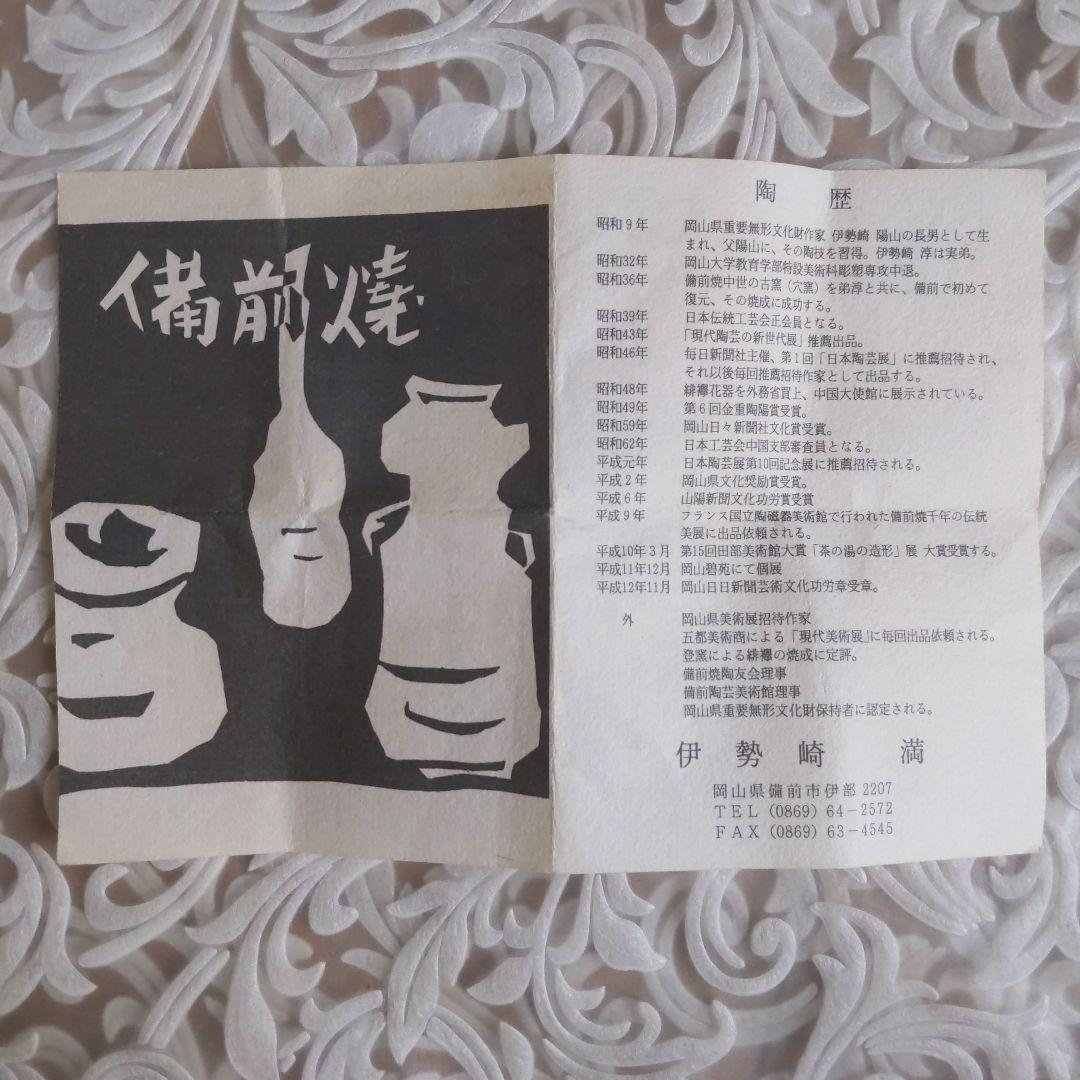 備前燒
陶歴
昭和9年 岡山県重要無形文化財作家 伊勢崎 陽山の長男として生
まれ、父陽山に、その陶技を習得。伊勢崎 淳は実弟。
昭和32年 岡山大学教育学部特設美術科彫塑専攻中退。
昭和36年 備前焼中世の古窯（穴窯）を弟淳と共に、備前で初めて
復元、その焼成に成功する。
昭和39年 日本伝統工芸会正会員となる。
昭和43年 「現代陶芸の新世代展」推薦出品。
昭和46年 毎日新聞社主催、第1回「日本陶芸展」に推薦招待され、
それ以後毎回推薦招待作家として出品する。
昭和48年 緋襷花器を外務省買上、中国大使館に展示されている。
昭和49年 第6回金重陶陽賞受賞。
昭和59年 岡山日々新聞社文化賞受賞。
昭和62年 日本工芸会中国支部審査員となる。
平成元年 日本陶芸展第10回記念展に推薦招待される。
平成2年 岡山県文化奨励賞受賞。
平成6年 山陽新聞文化功労賞受賞
平成9年 フランス国立陶磁器美術館で行われた備前焼千年の伝統
美展に出品依頼される。
平成10年3月 第15回田部美術館大賞「茶の湯の造形」展 大賞受賞する。
平成11年12月 岡山碧苑にて個展
平成12年11月 岡山日日新聞芸術文化功労章受章。
外 岡山県美術展招待作家
五都美術商による「現代美術展」に毎回出品依頼される。
登窯による緋襷の焼成に定評。
備前焼陶友会理事
備前陶芸美術館理事
岡山県重要無形文化財保持者に認定される。
伊勢崎 満
岡山県備前市伊部2207
TEL (0869) 64-2572
FAX (0869) 63-4545